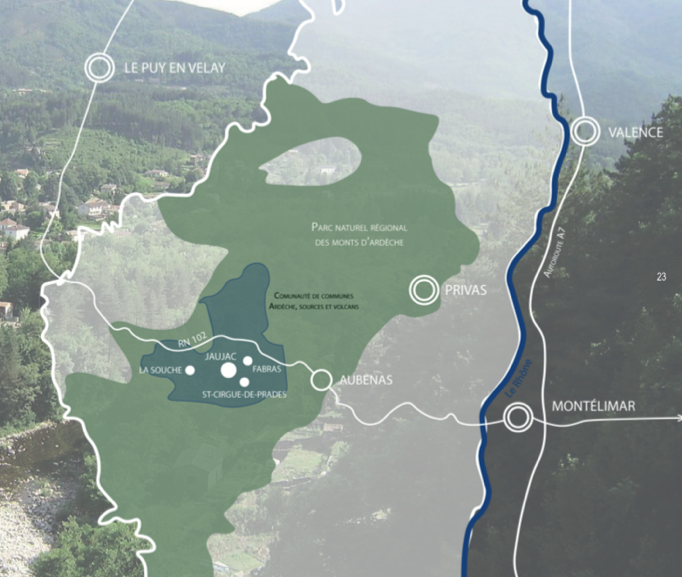 LE PUY EN VELAY
VALENCE
PARC NATUREL RÉGIONAL
DES MONTS D'ARDÈCHE
AUTOROUTE A7
23
PRIVAS
COMUNAUTÉ DE COMMUNES
ARDÈCHE, SOURCES ET VOLCANS
RN 102
JAUJAC
LA SOUCHE
FABRAS
ST-CIRGUE-DE-PRADES
AUBENAS
Le Rhône
MONTÉLIMAR